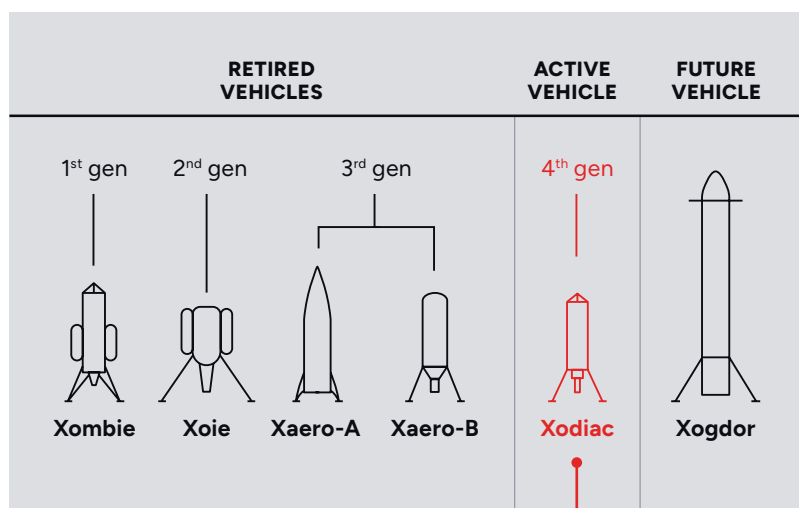 RETIRED
VEHICLES
ACTIVE
VEHICLE
FUTURE
VEHICLE
1st gen
2nd gen
3rd gen
4th gen
Xombie
Xoie
Xaero-A
Xaero-B
Xodiac
Xogdor